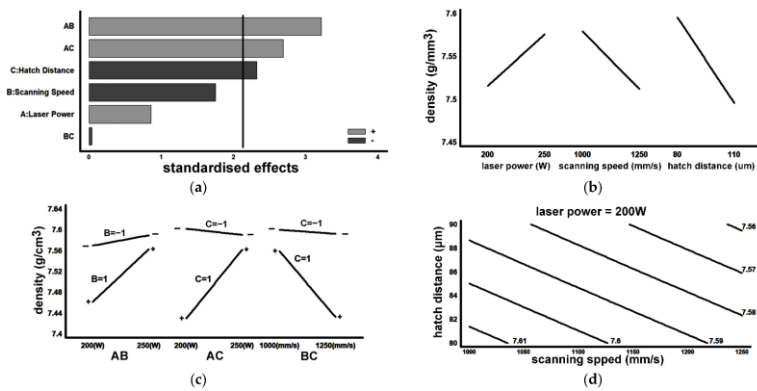 AB
AC
C:Hatch Distance
B:Scanning Speed
A:Laser Power
BC
+
-
0 1 2 3 4
standardised effects
(a)
density (g/mm3)
7.6
7.55
7.5
7.45
200 250 1000 1250 80 110
laser power (W) scanning speed (mm/s) hatch distance (um)
(b)
density (g/cm3)
7.64
7.6
7.56
7.52
7.48
7.44
7.4
B=-1
B=1
C=-1
C=1
C=-1
C=1
200(W) 250(W) 200(W) 250(W) 1000(mm/s) 1250(mm/s)
AB AC BC
(c)
laser power = 200W
hatch distance (μm)
90
88
86
84
82
80
7.56
7.57
7.58
7.61 7.6 7.59
1000 1050 1100 1150 1200 1250
scanning spped (mm/s)
(d)